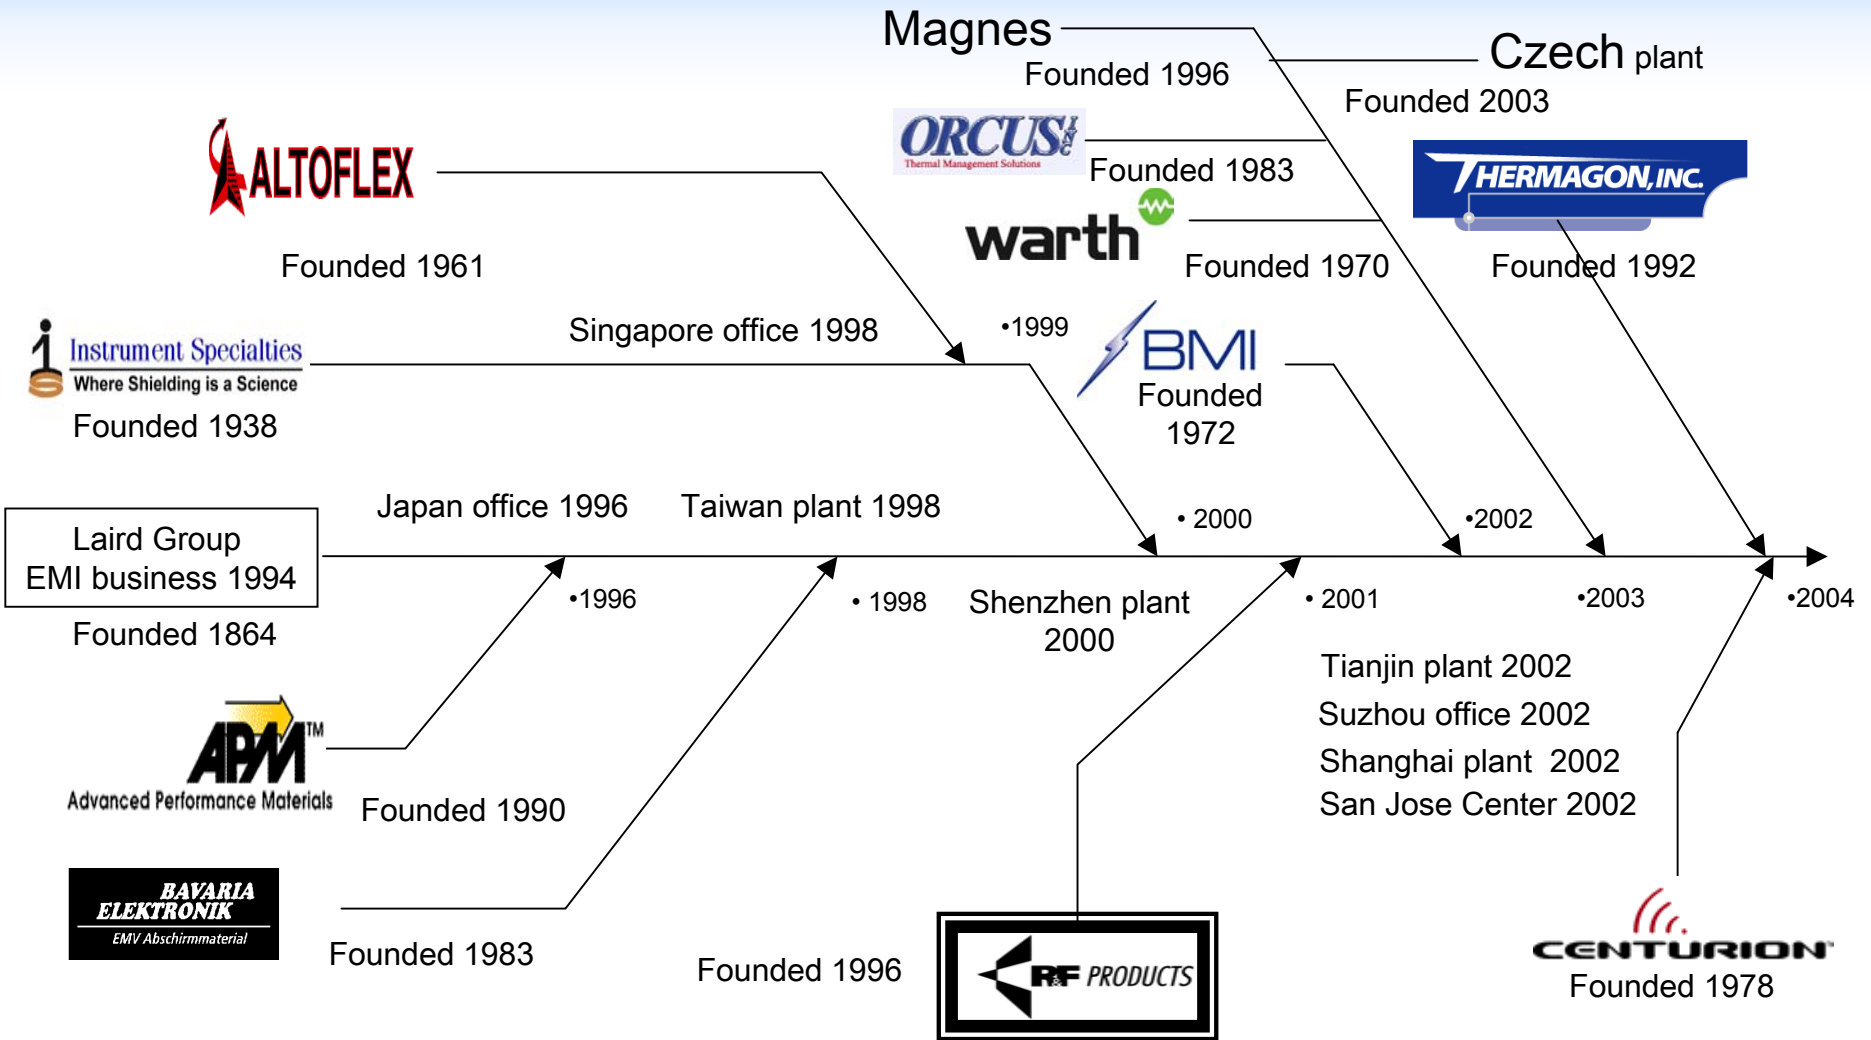 Magnes
Founded 1996
Czech plant
Founded 2003
ORCUS INC
Thermal Management Solutions
Founded 1983
ALTOFLEX
Founded 1961
THERMAGON, INC.
Founded 1992
warth
Founded 1970
Singapore office 1998
•1999
BMI
Founded
1972
i
S
Instrument Specialties
Where Shielding is a Science
Founded 1938
Japan office 1996
Taiwan plant 1998
• 2000
•2002
Laird Group
EMI business 1994
Founded 1864
•1996
• 1998
Shenzhen plant
2000
• 2001
•2003
•2004
Tianjin plant 2002
Suzhou office 2002
Shanghai plant 2002
San Jose Center 2002
APM™
Advanced Performance Materials
Founded 1990
BAVARIA
ELEKTRONIK
EMV Abschirmmaterial
Founded 1983
Founded 1996
R&F PRODUCTS
CENTURION™
Founded 1978